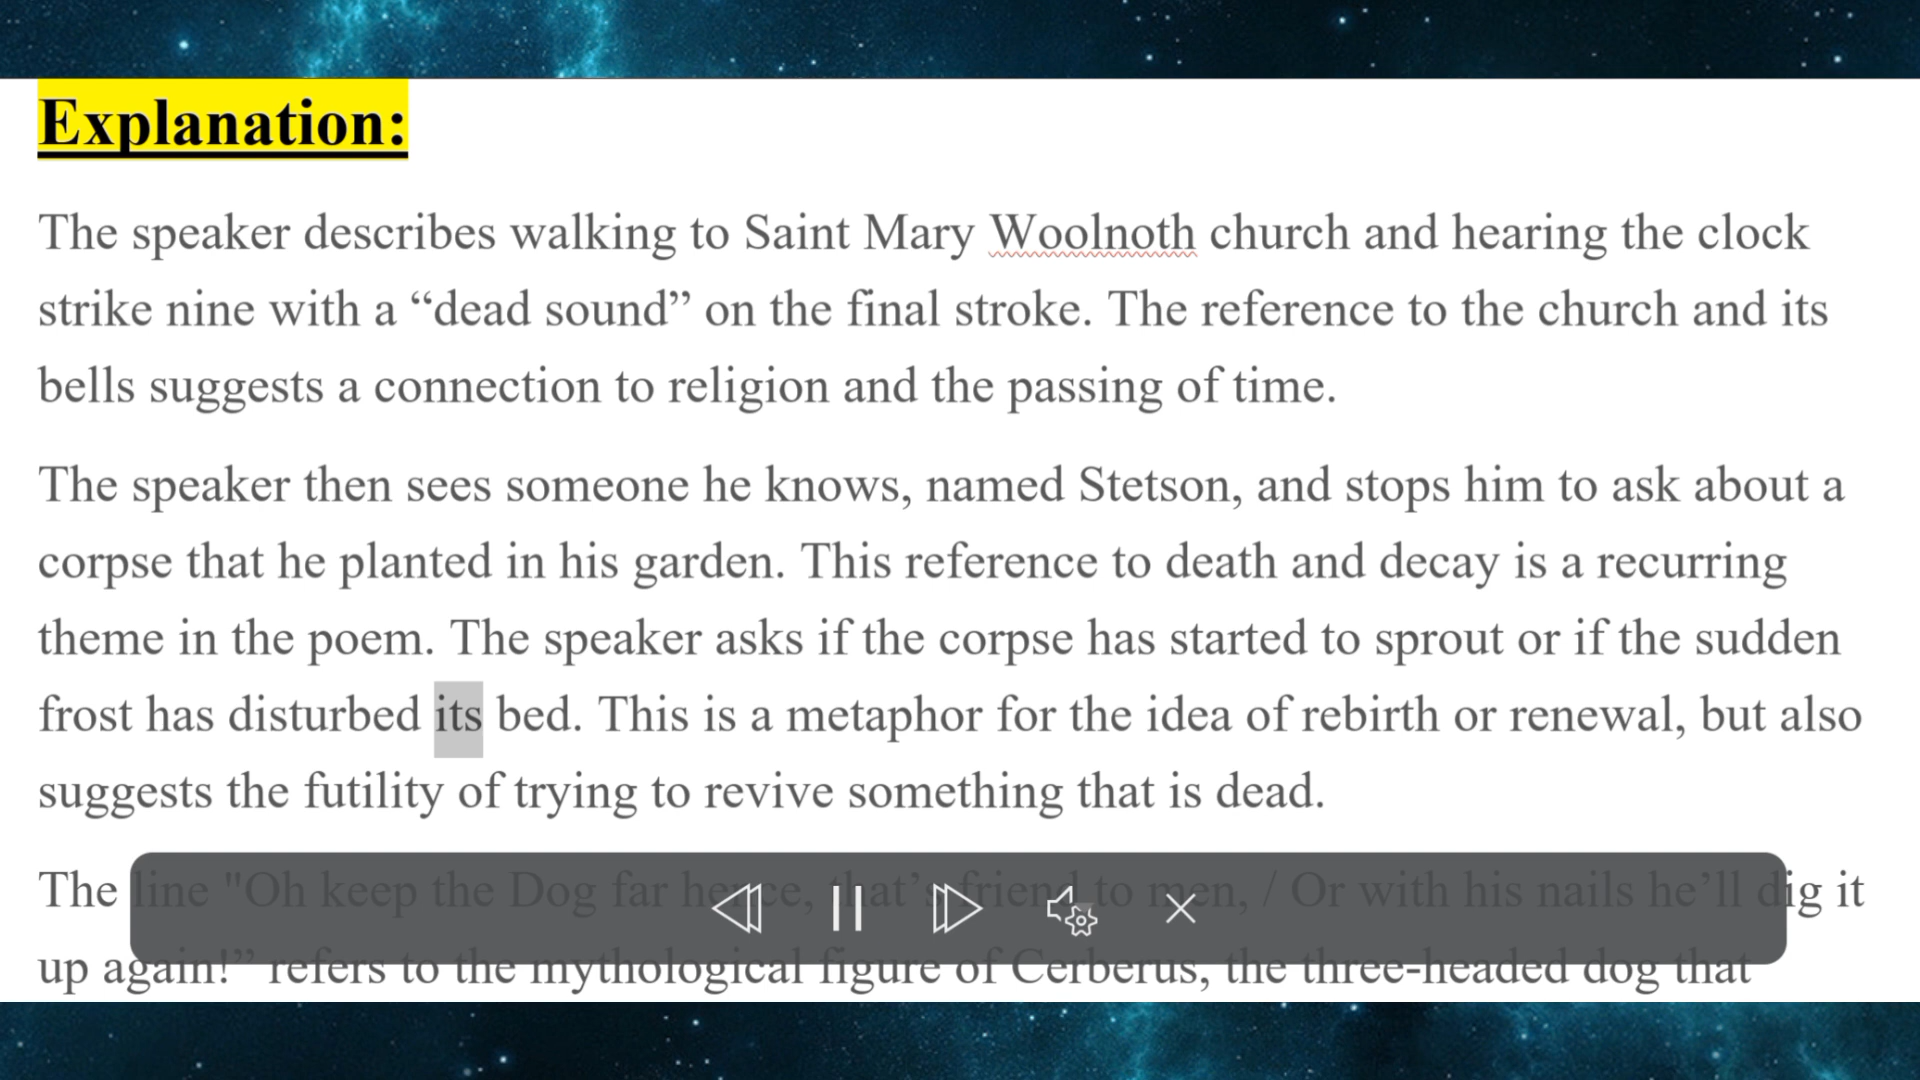 Explanation:
The speaker describes walking to Saint Mary Woolnoth church and hearing the clock
strike nine with a “dead sound” on the final stroke. The reference to the church and its
bells suggests a connection to religion and the passing of time.
The speaker then sees someone he knows, named Stetson, and stops him to ask about a
corpse that he planted in his garden. This reference to death and decay is a recurring
theme in the poem. The speaker asks if the corpse has started to sprout or if the sudden
frost has disturbed its bed. This is a metaphor for the idea of rebirth or renewal, but also
suggests the futility of trying to revive something that is dead.
The line "Oh keep the Dog far hence, that’s friend to men, / Or with his nails he’ll dig it
up again!” refers to the mythological figure of Cerberus, the three-headed dog that